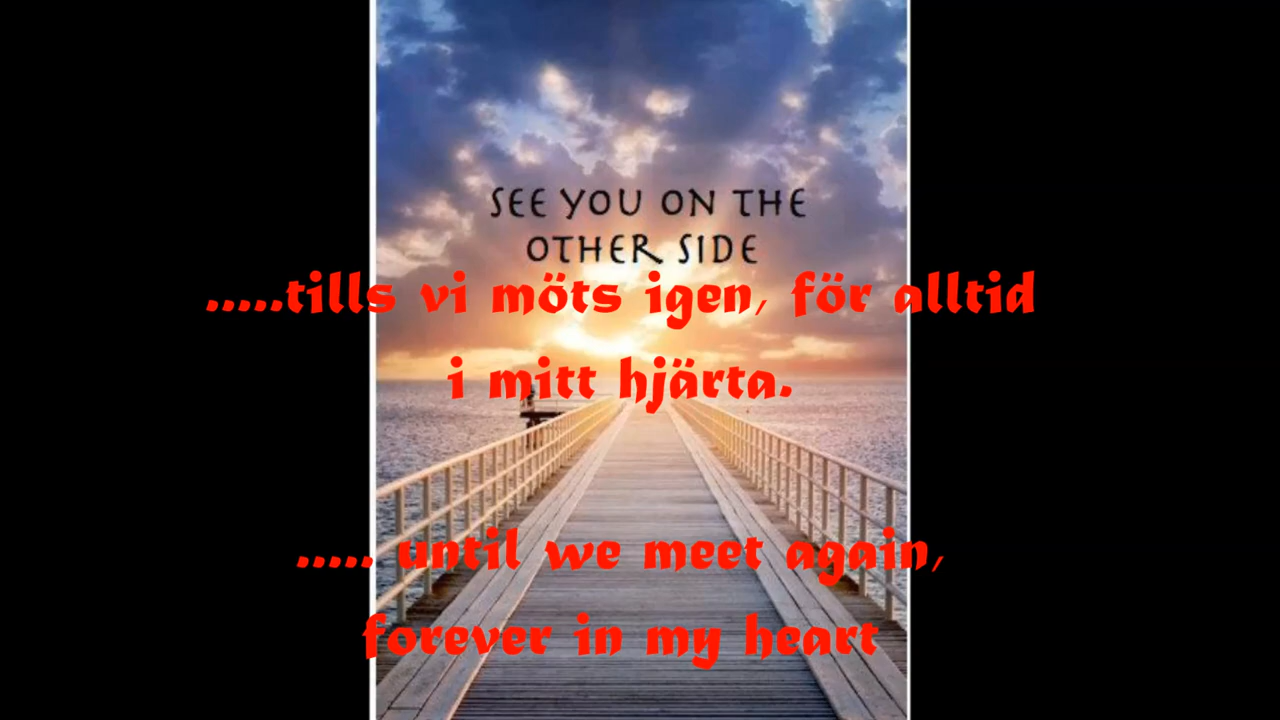 SEE YOU ON THE
OTHER SIDE
.....tills vi möts igen, för alltid
i mitt hjärta.
..... until we meet again,
forever in my heart